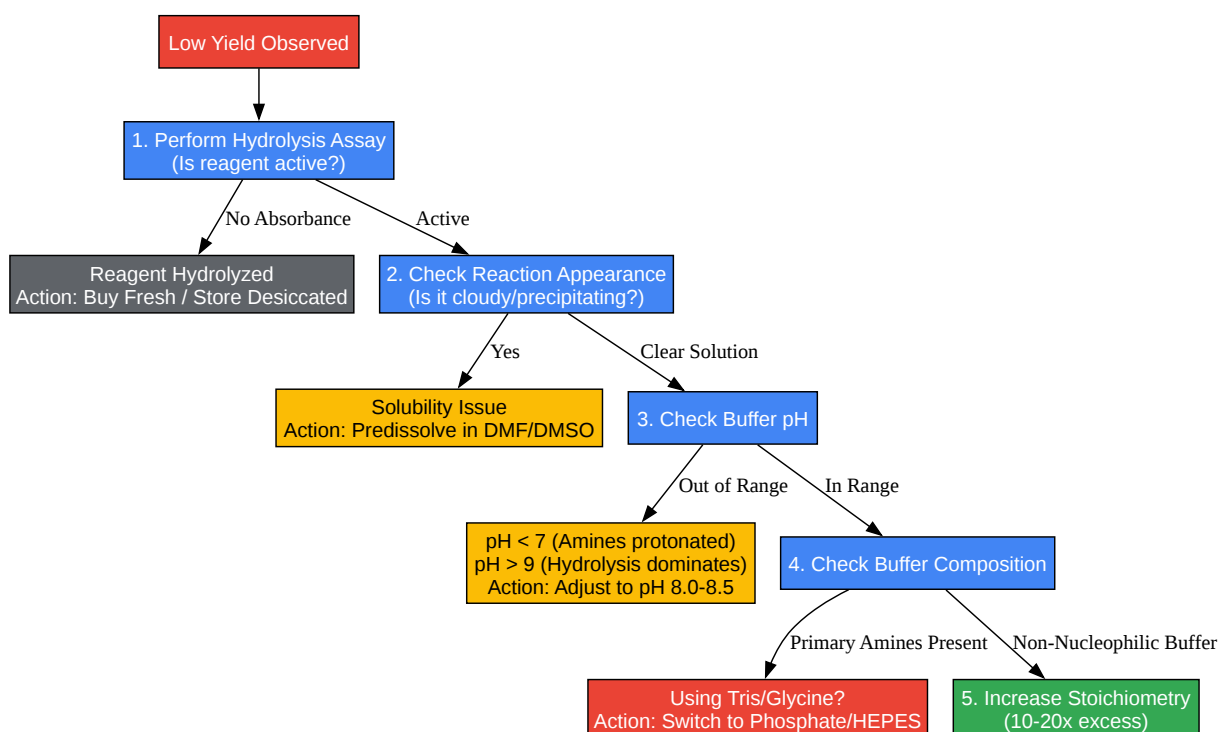 Low Yield Observed
1. Perform Hydrolysis Assay
(Is reagent active?)
No Absorbance
Active
Reagent Hydrolyzed
Action: Buy Fresh / Store Desiccated
2. Check Reaction Appearance
(Is it cloudy/precipitating?)
Yes
Clear Solution
Solubility Issue
Action: Predissolve in DMF/DMSO
3. Check Buffer pH
Out of Range
In Range
pH < 7 (Amines protonated)
pH > 9 (Hydrolysis dominates)
Action: Adjust to pH 8.0-8.5
4. Check Buffer Composition
Primary Amines Present
Non-Nucleophilic Buffer
Using Tris/Glycine?
Action: Switch to Phosphate/HEPES
5. Increase Stoichiometry
(10-20x excess)